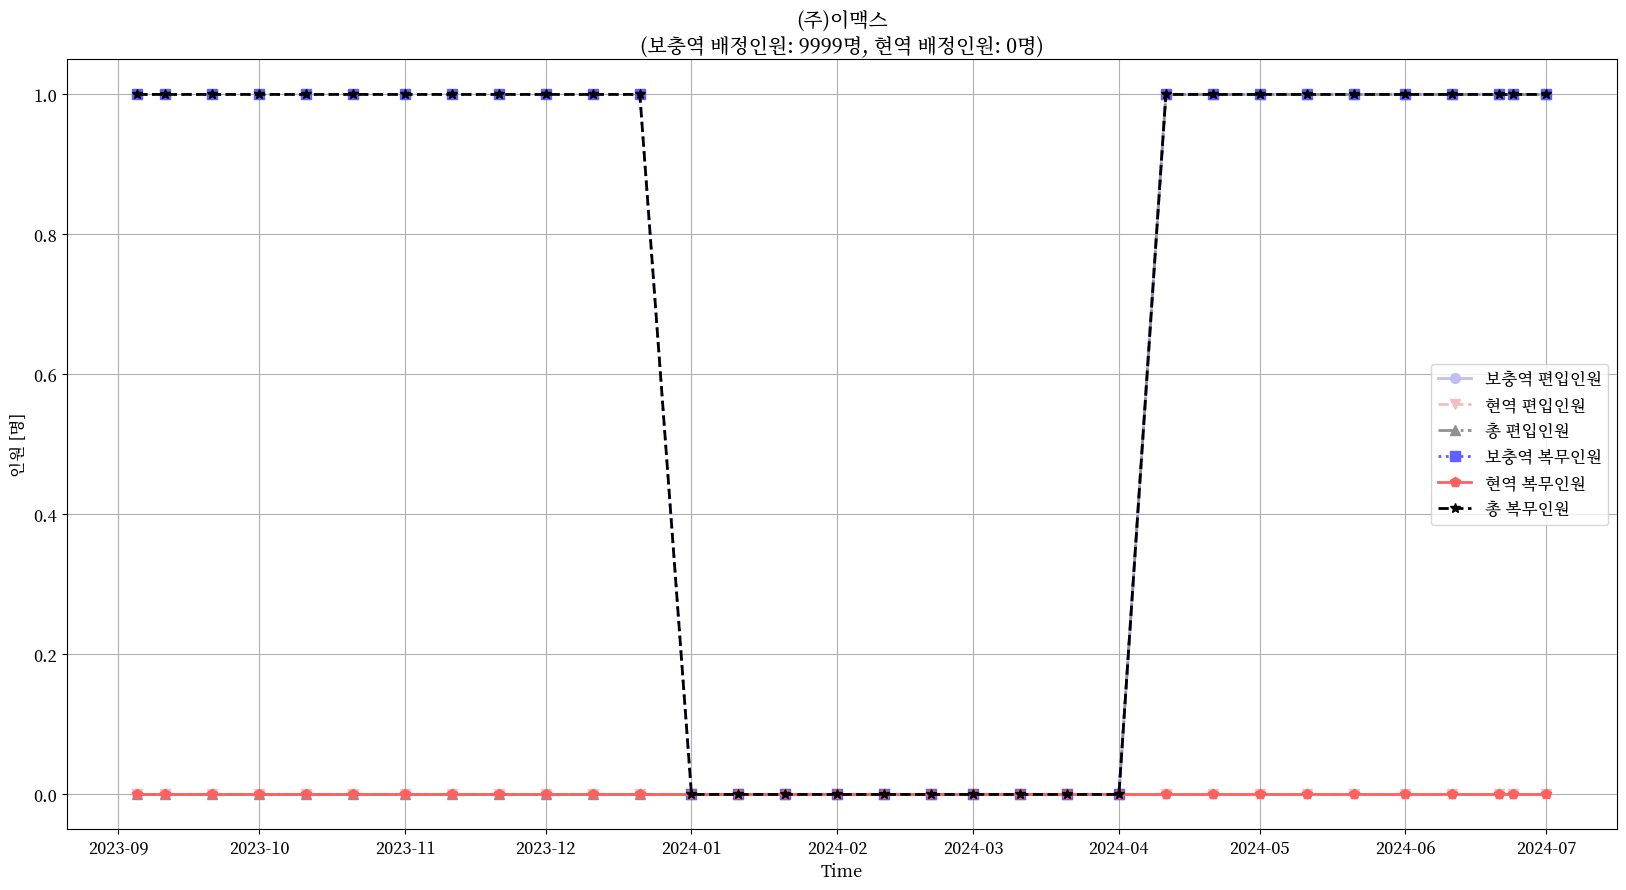 (주)이맥스
(보충역 배정인원: 9999명, 현역 배정인원: 0명)
인원 [명]
1.0
0.8
0.6
0.4
0.2
0.0
보충역 편입인원
현역 편입인원
총 편입인원
보충역 복무인원
현역 복무인원
총 복무인원
2023-09 2023-10 2023-11 2023-12 2024-01 2024-02 2024-03 2024-04 2024-05 2024-06 2024-07
Time